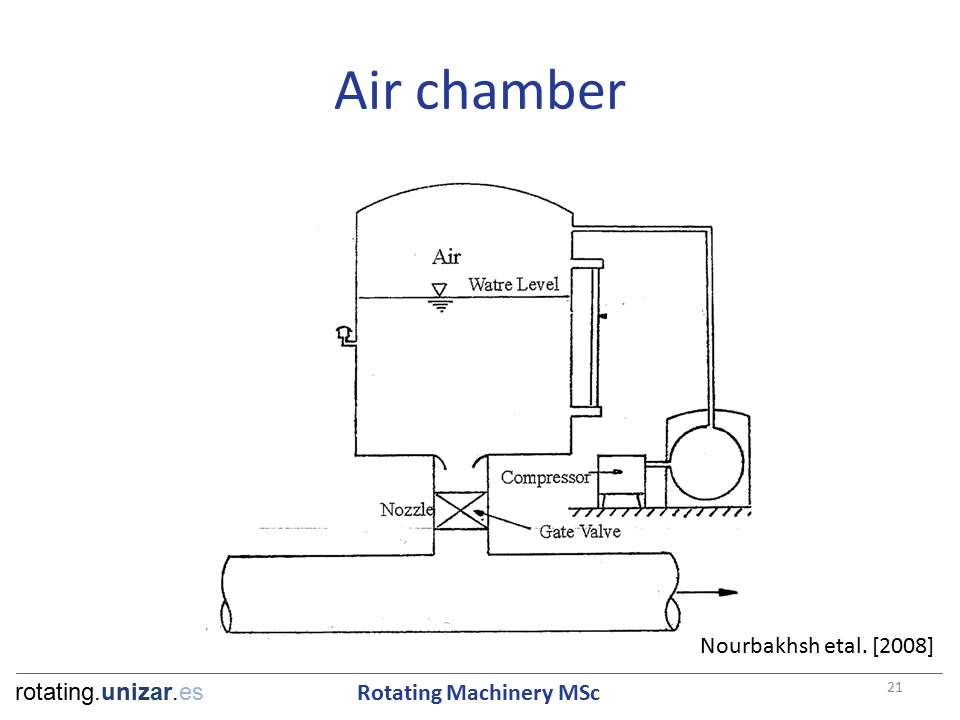 Air chamber
Air
Watre Level
Compressor
Nozzle
Gate Valve
Nourbakhsh etal. [2008]
rotating.unizar.es
Rotating Machinery MSc
21